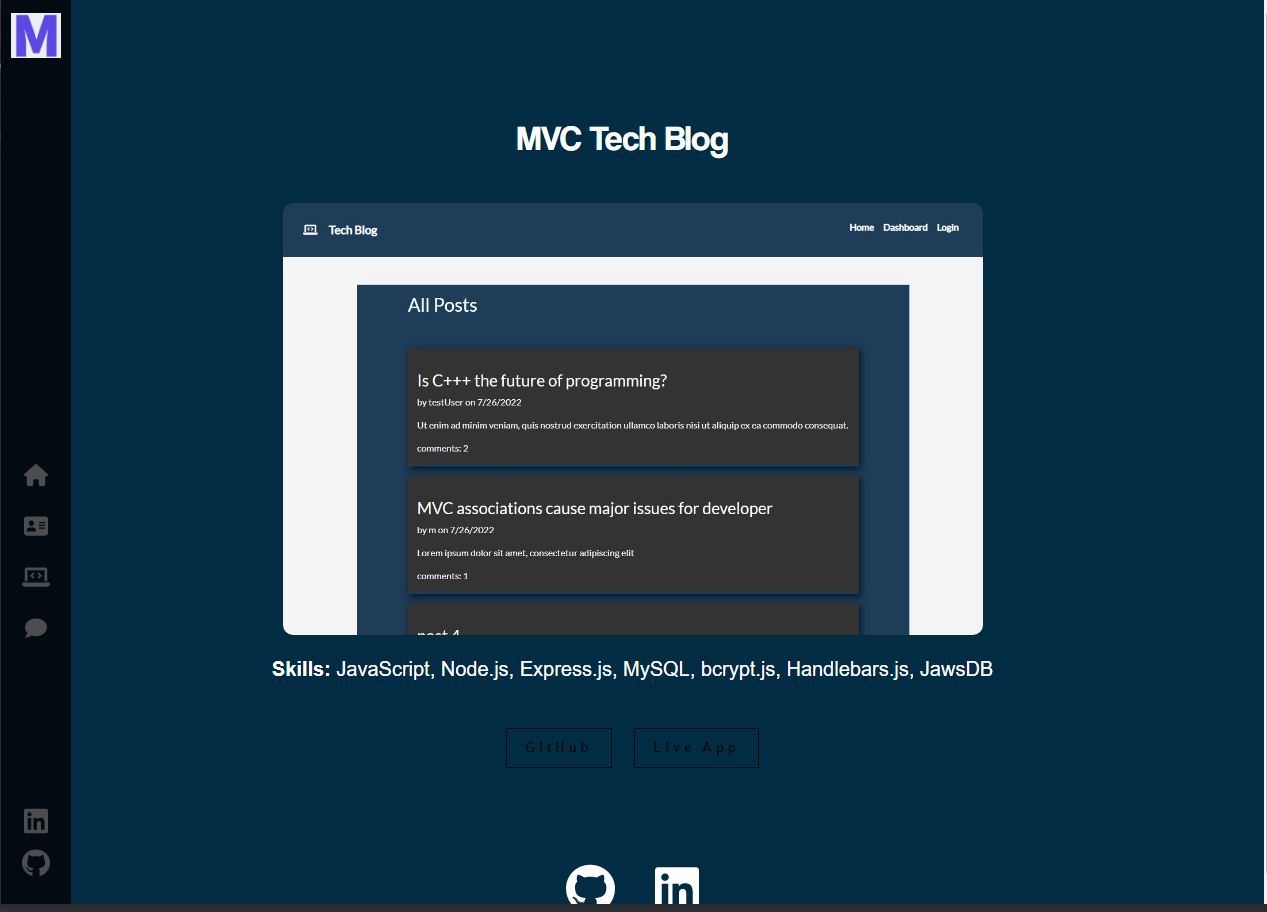 M
MVC Tech Blog
Tech Blog
Home Dashboard Login
All Posts
Is C+++ the future of programming?
by testUser on 7/26/2022
Ut enim ad minim veniam, quis nostrud exercitation ullamco laboris nisi ut aliquip ex ea commodo consequat.
comments: 2
MVC associations cause major issues for developer
by m on 7/26/2022
Lorem ipsum dolor sit amet, consectetur adipiscing elit
comments: 1
post 4
Skills: JavaScript, Node.js, Express.js, MySQL, bcrypt.js, Handlebars.js, JawsDB
GitHub Live App
in
in